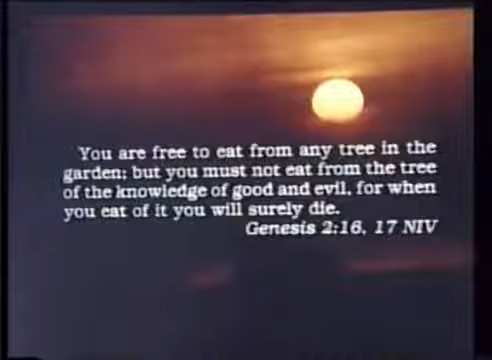 You are free to eat from any tree in the
garden; but you must not eat from the tree
of the knowledge of good and evil, for when
you eat of it you will surely die.
Genesis 2:16, 17 NIV